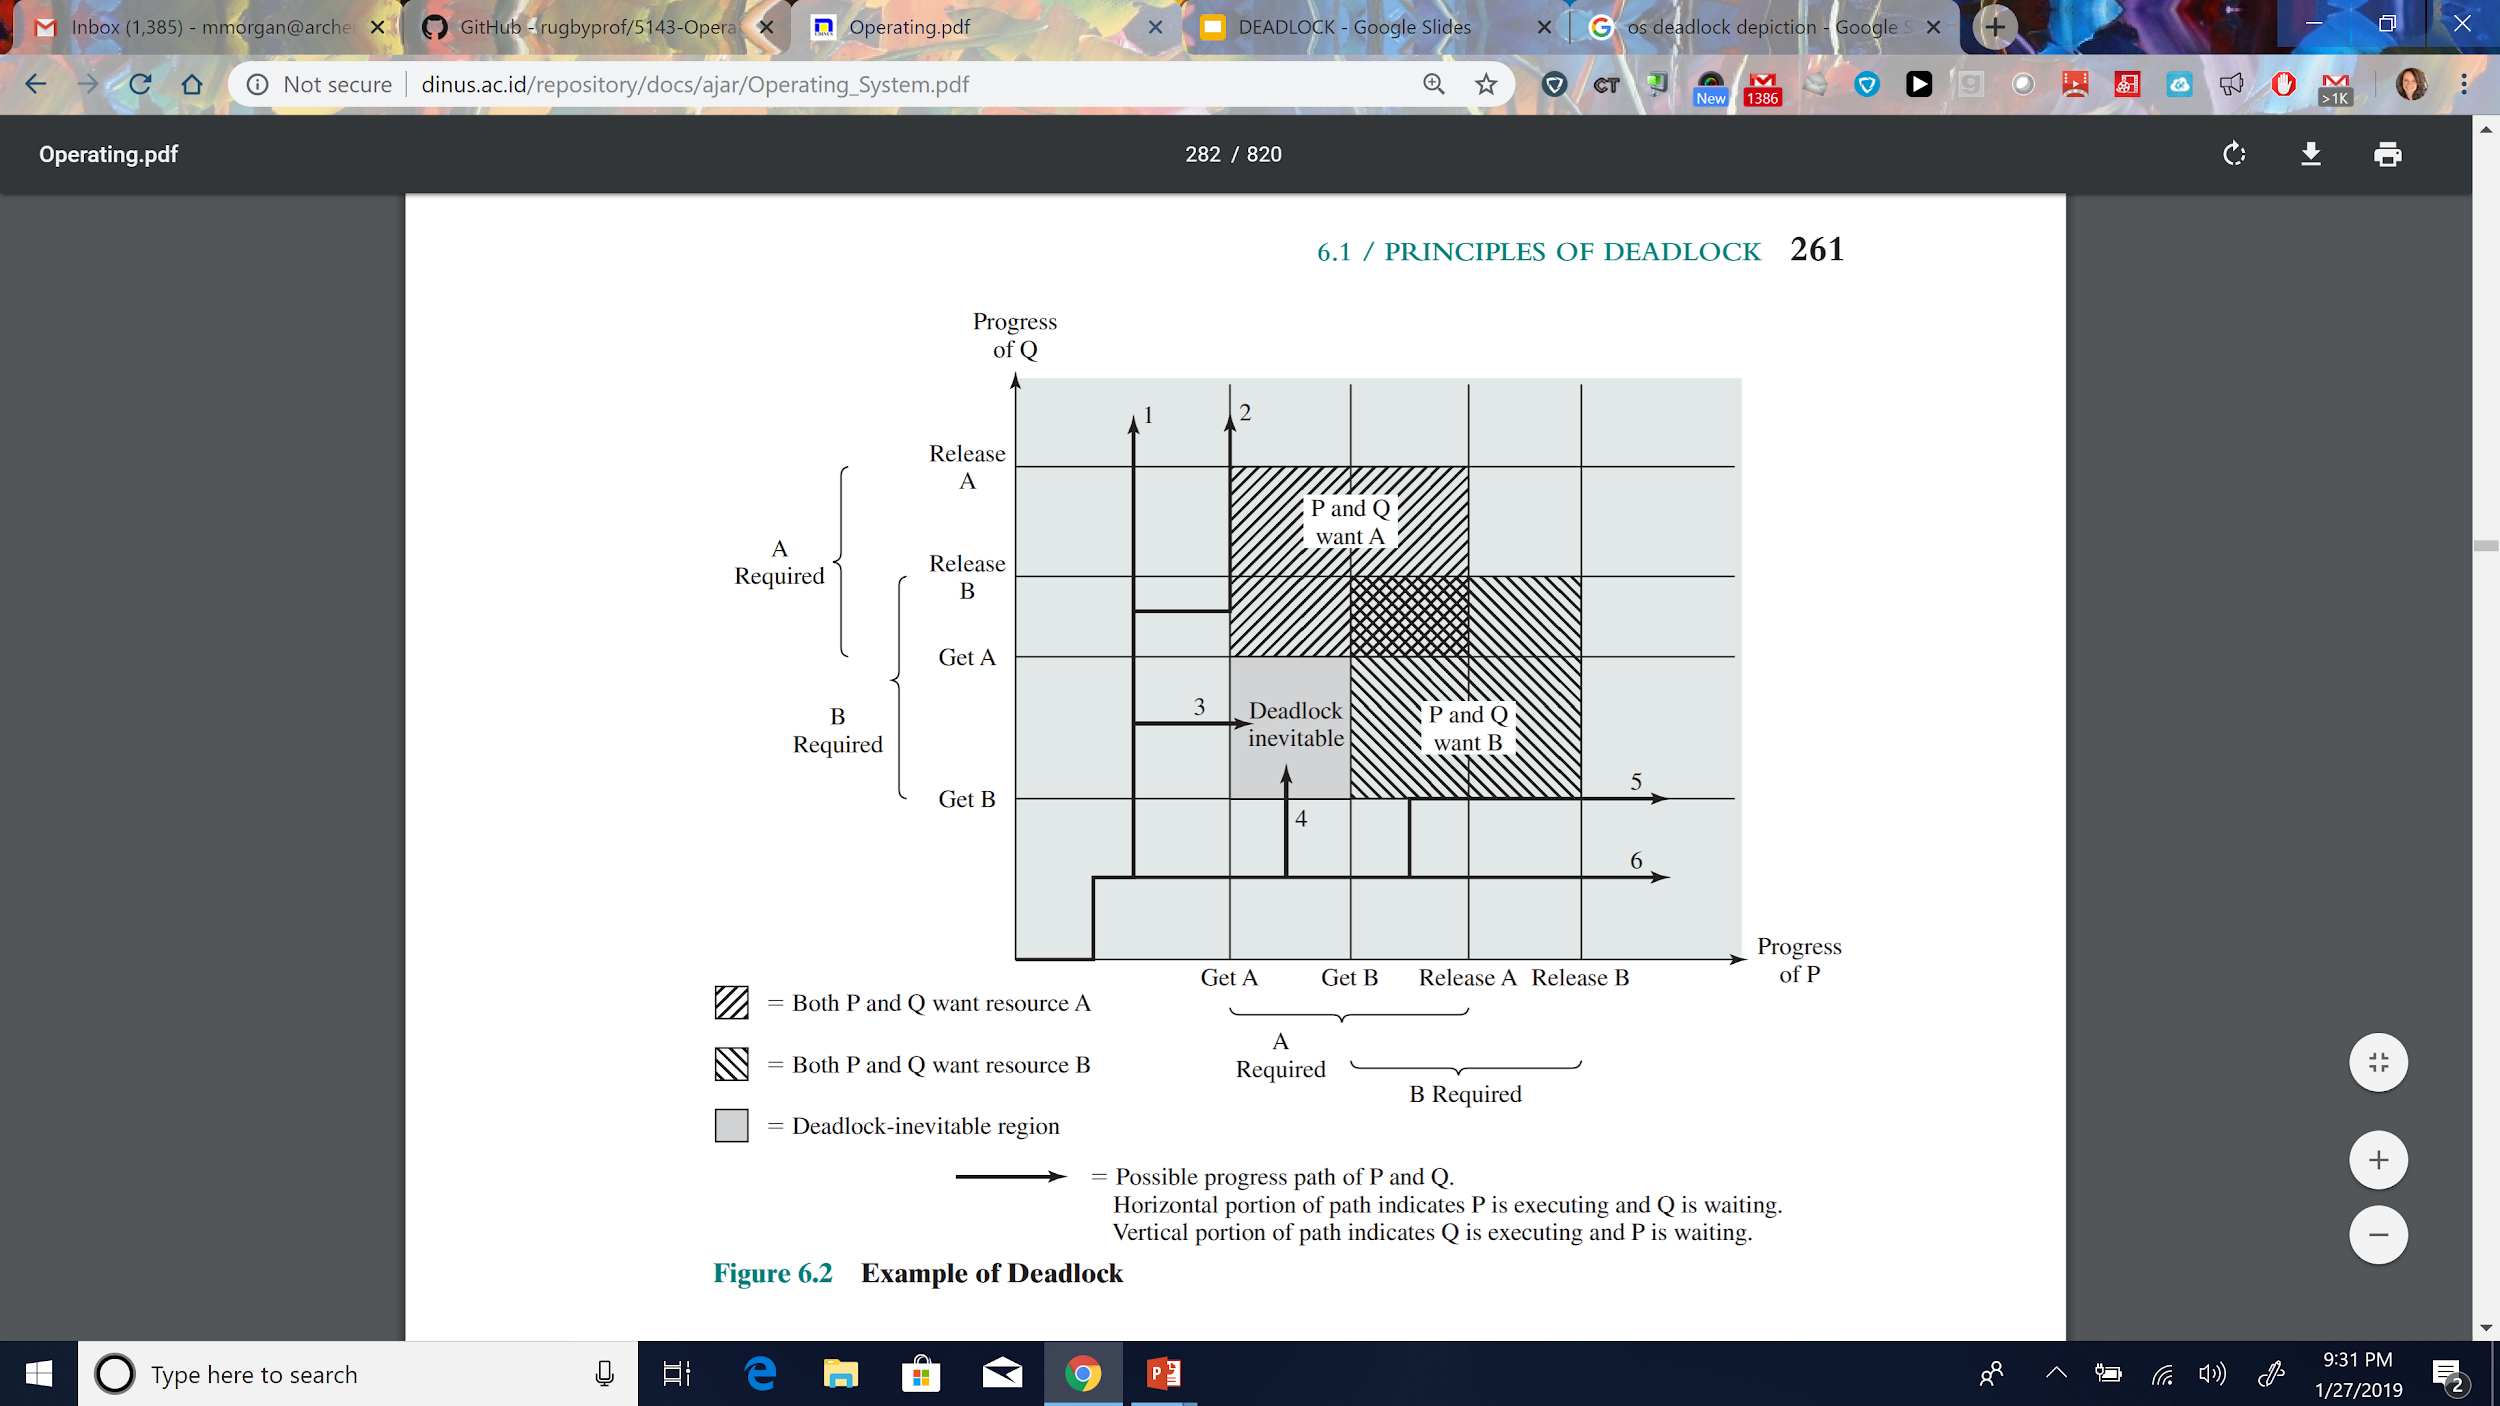 Inbox (1,385) - mmorgan@arche
GitHub - rugbyprof/5143-Opera
Operating.pdf
DEADLOCK - Google Slides
os deadlock depiction - Google S
Not secure
dinus.ac.id/repository/docs/ajar/Operating_System.pdf
CT
New
1386
g
>1K
Operating.pdf
282 / 820
6.1 / PRINCIPLES OF DEADLOCK 261
Progress
of Q
1
2
Release
A
P and Q
want A
A
Required
Release
B
Get A
3
Deadlock
inevitable
P and Q
want B
B
Required
5
Get B
4
6
Progress
of P
Get A
Get B
Release A
Release B
= Both P and Q want resource A
A
Required
= Both P and Q want resource B
B Required
= Deadlock-inevitable region
= Possible progress path of P and Q.
Horizontal portion of path indicates P is executing and Q is waiting.
Vertical portion of path indicates Q is executing and P is waiting.
Figure 6.2 Example of Deadlock
Type here to search
9:31 PM
1/27/2019
2